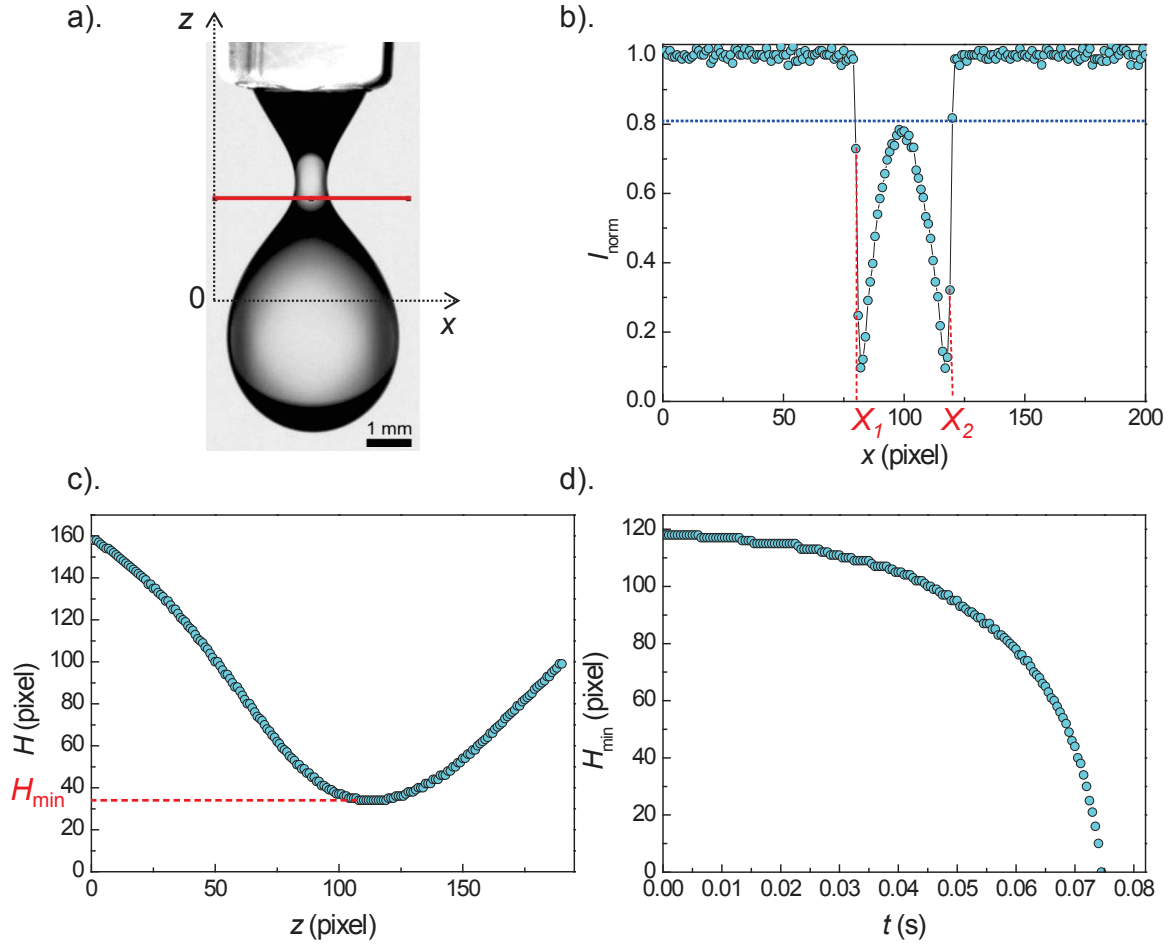 a).
z
0
x
1 mm
b).
1.0
0.8
0.6
0.4
0.2
0.0
I norm
0
50
100
150
200
X1
X2
x (pixel)
c).
160
140
120
100
80
60
40
20
0
H (pixel)
Hmin
0
50
100
150
z (pixel)
d).
120
100
80
60
40
20
0
Hmin (pixel)
0.00
0.01
0.02
0.03
0.04
0.05
0.06
0.07
0.08
t (s)